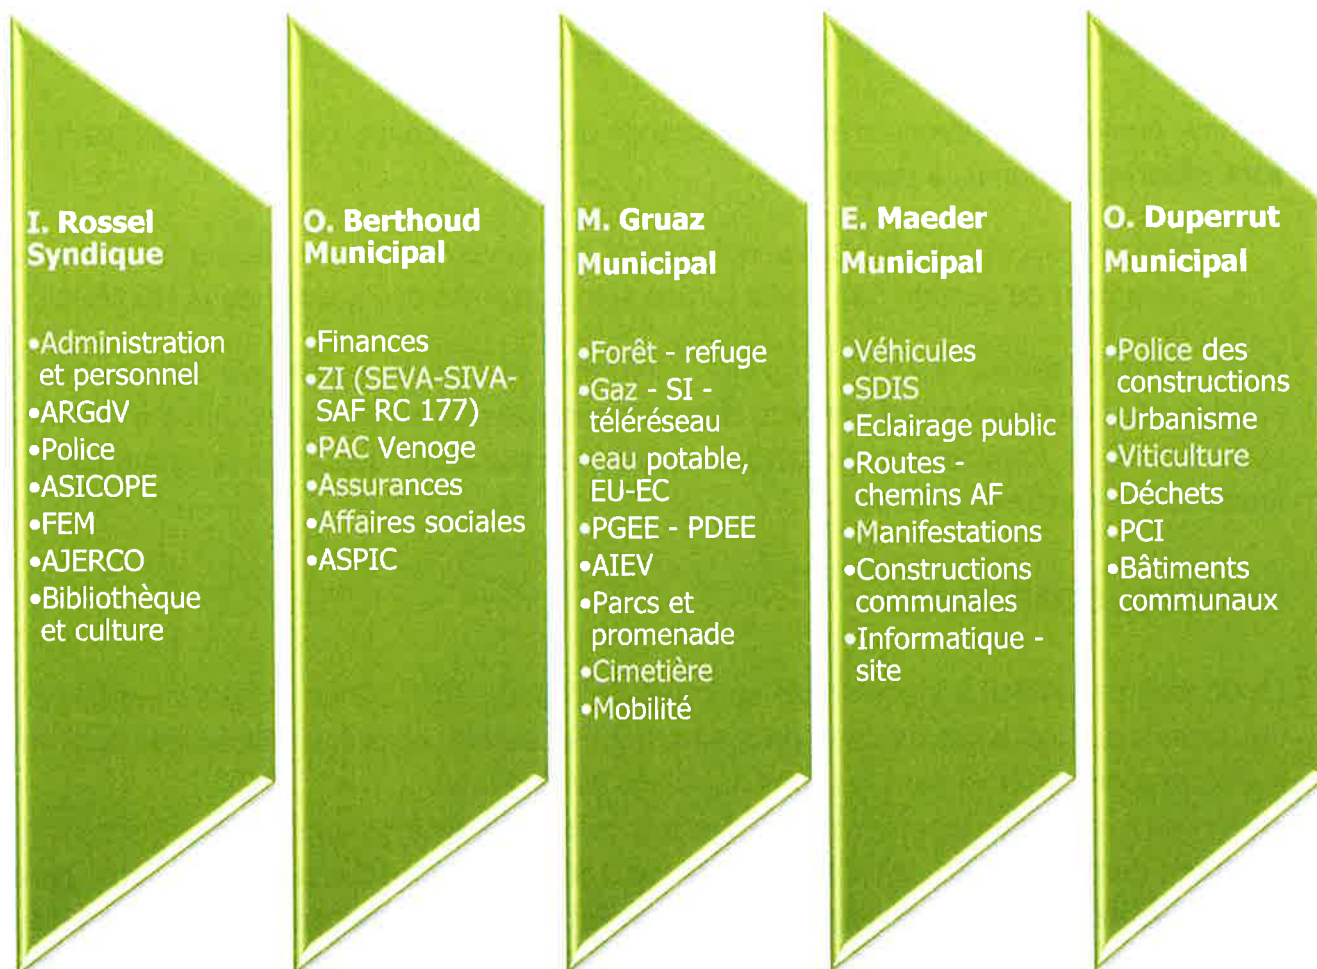 I. Rossel
Syndique
•Administration
et personnel
•ARGdV
•Police
•ASICOPE
•FEM
•AJERCO
•Bibliothèque
et culture
O. Berthoud
Municipal
•Finances
•ZI (SEVA-SIVA-
SAF RC 177)
•PAC Venoge
•Assurances
•Affaires sociales
•ASPIC
M. Gruaz
Municipal
•Forêt - refuge
•Gaz - SI -
téléréseau
•eau potable,
EU-EC
•PGEE - PDEE
•AIEV
•Parcs et
promenade
•Cimetière
•Mobilité
E. Maeder
Municipal
•Véhicules
•SDIS
•Eclairage public
•Routes -
chemins AF
•Manifestations
•Constructions
communales
•Informatique -
site
O. Duperrut
Municipal
•Police des
constructions
•Urbanisme
•Viticulture
•Déchets
•PCI
•Bâtiments
communaux